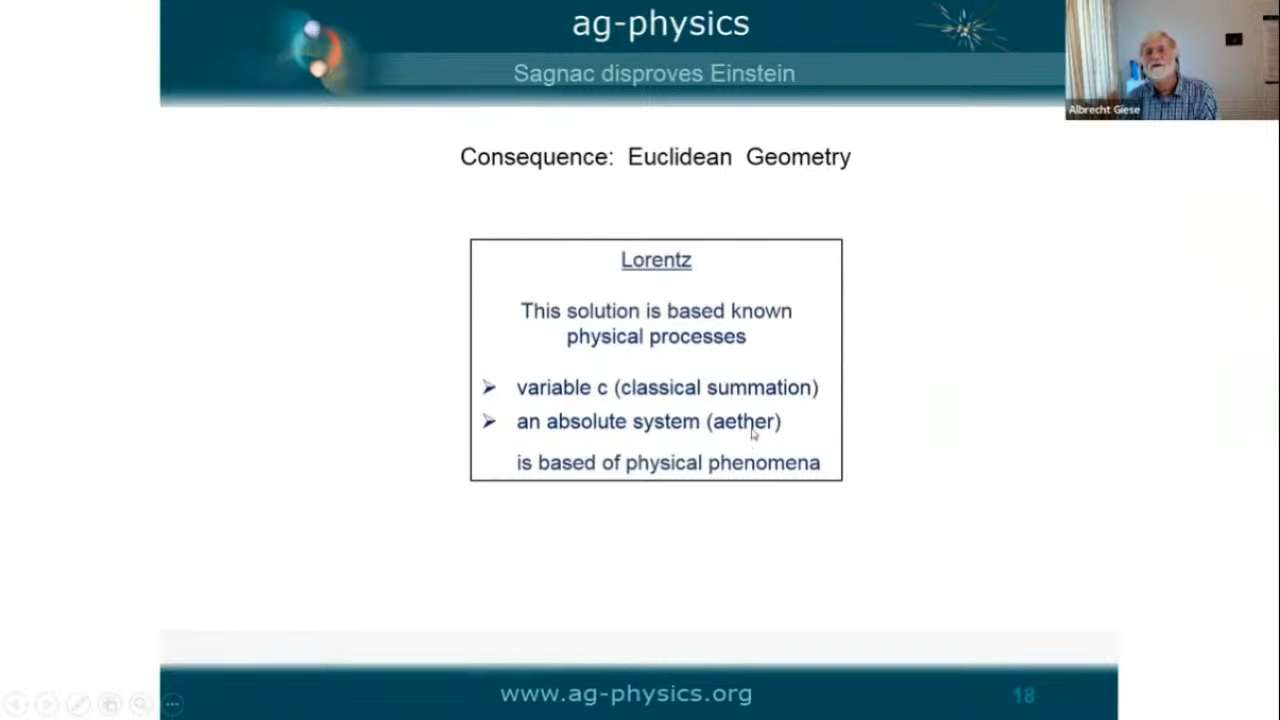 ag-physics
Sagnac disproves Einstein
Albrecht Giese
Consequence: Euclidean Geometry
Lorentz
This solution is based known
physical processes
➢ variable c (classical summation)
➢ an absolute system (aether)
is based of physical phenomena
www.ag-physics.org
18